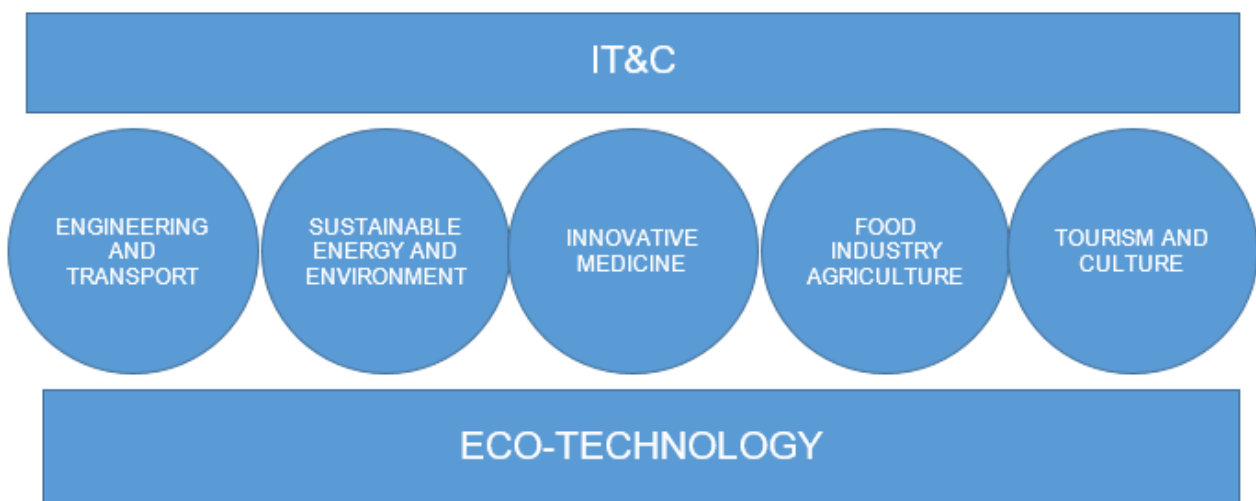 IT&C
ENGINEERING
AND
TRANSPORT
SUSTAINABLE
ENERGY AND
ENVIRONMENT
INNOVATIVE
MEDICINE
FOOD
INDUSTRY
AGRICULTURE
TOURISM AND
CULTURE
ECO-TECHNOLOGY